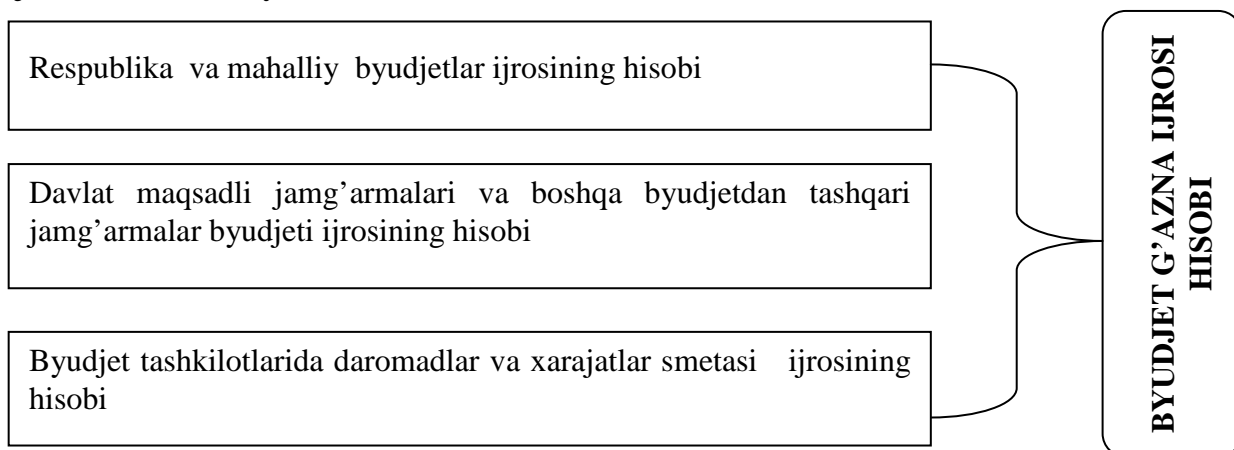 Respublika va mahalliy byudjetlar ijrosining hisobi
Davlat maqsadli jamg’armalari va boshqa byudjetdan tashqari
jamg’armalar byudjeti ijrosining hisobi
Byudjet tashkilotlarida daromadlar va xarajatlar smetasi ijrosining
hisobi
BYUDJET G’AZNA IJROSI
HISOBI